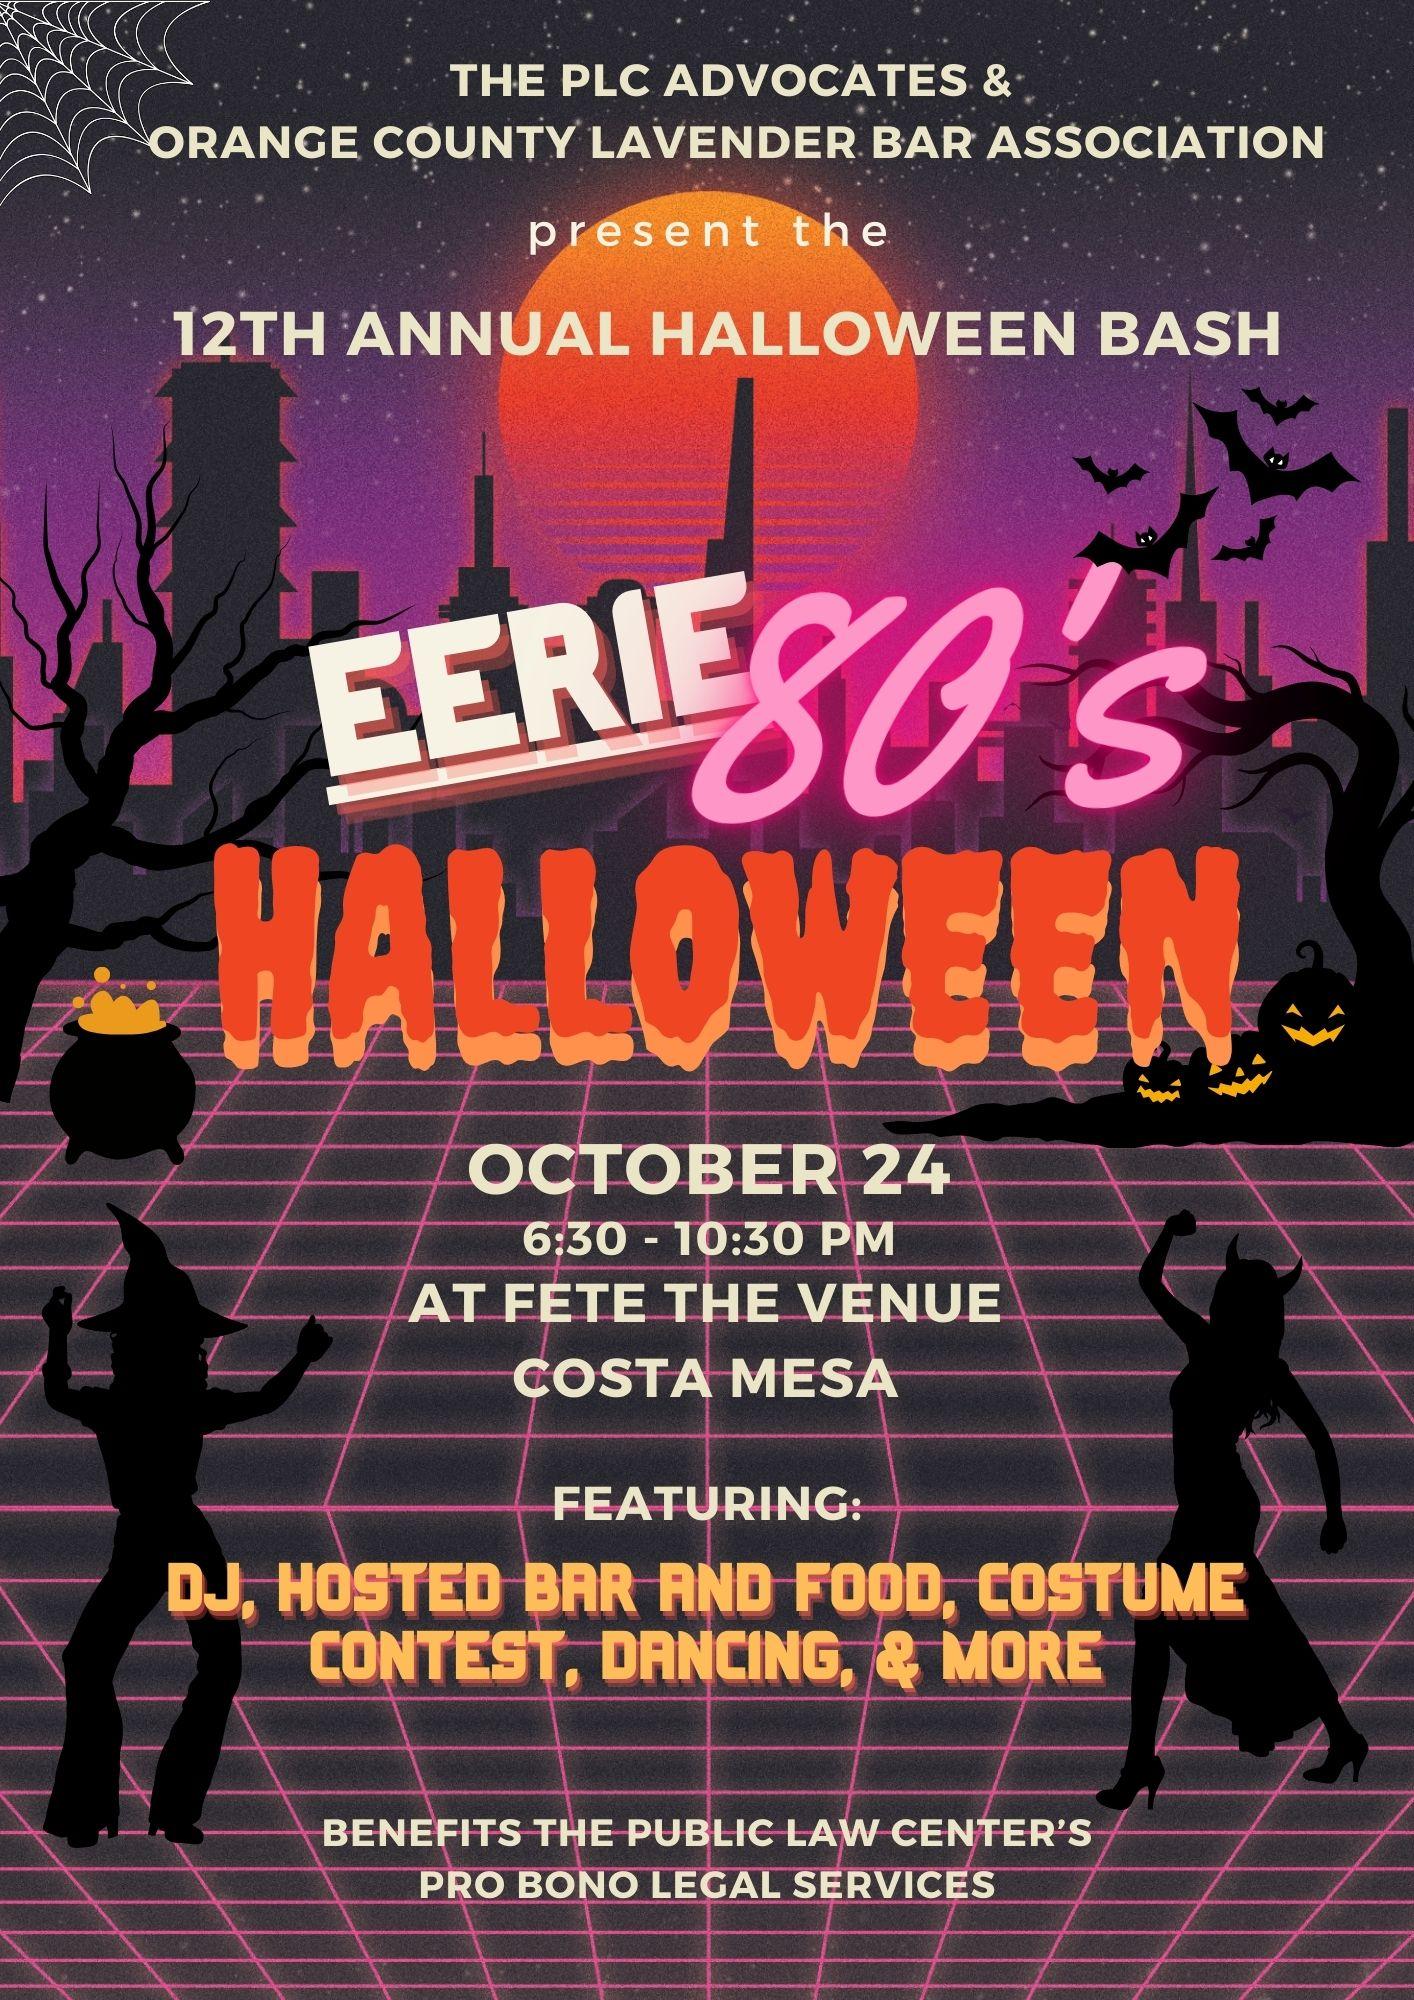 THE PLC ADVOCATES &
ORANGE COUNTY LAVENDER BAR ASSOCIATION
present the
12TH ANNUAL HALLOWEEN BASH
EERIE 80's
HALLOWEEN
OCTOBER 24
6:30 - 10:30 PM
AT FETE THE VENUE
COSTA MESA
FEATURING:
DJ, HOSTED BAR AND FOOD, COSTUME
CONTEST, DANCING, & MORE
BENEFITS THE PUBLIC LAW CENTER'S
PRO BONO LEGAL SERVICES